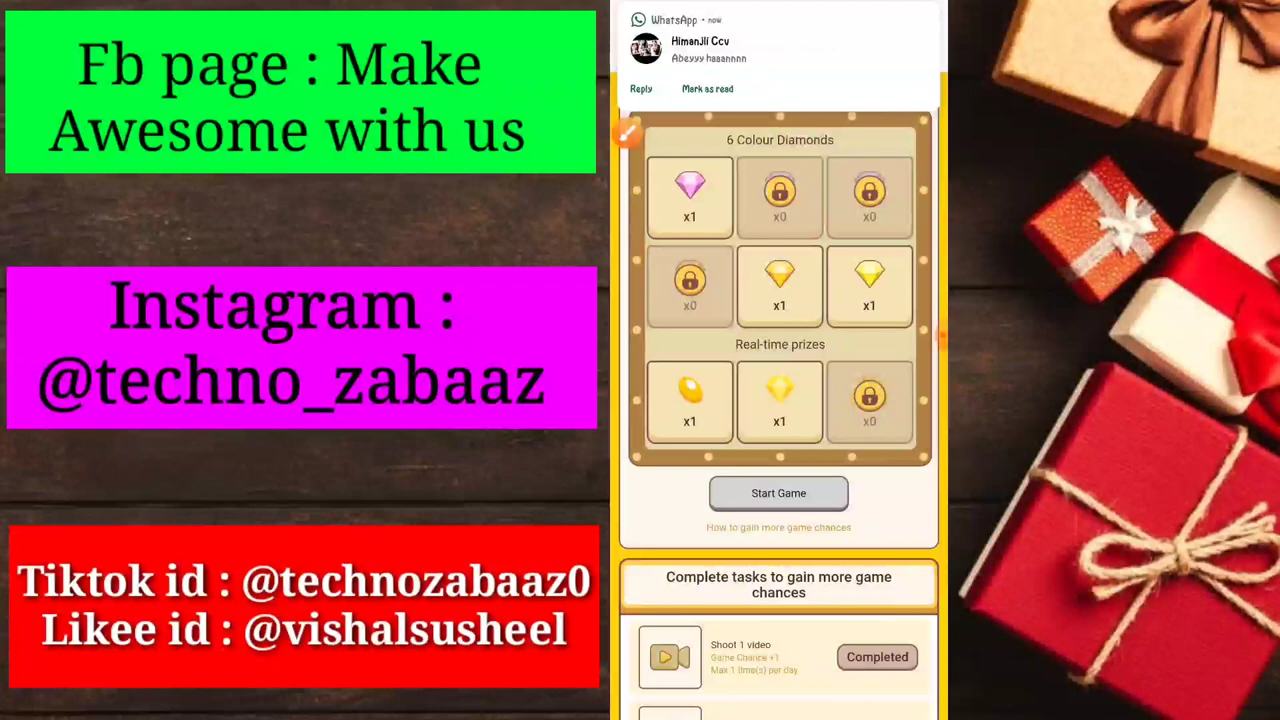 Fb page : Make
Awesome with us
Instagram :
@techno_zabaaz
Tiktok id : @technozabaaz0
Likee id : @vishalsusheel
WhatsApp • now
HimanJii Ccv
Abeyyy haaannnn
Reply Mark as read
6 Colour Diamonds
x1 x0 x0
x0 x1 x1
Real-time prizes
x1 x1 x0
Start Game
How to gain more game chances
Complete tasks to gain more game
chances
Shoot 1 video
Game Chance +1
Max 1 time(s) per day
Completed